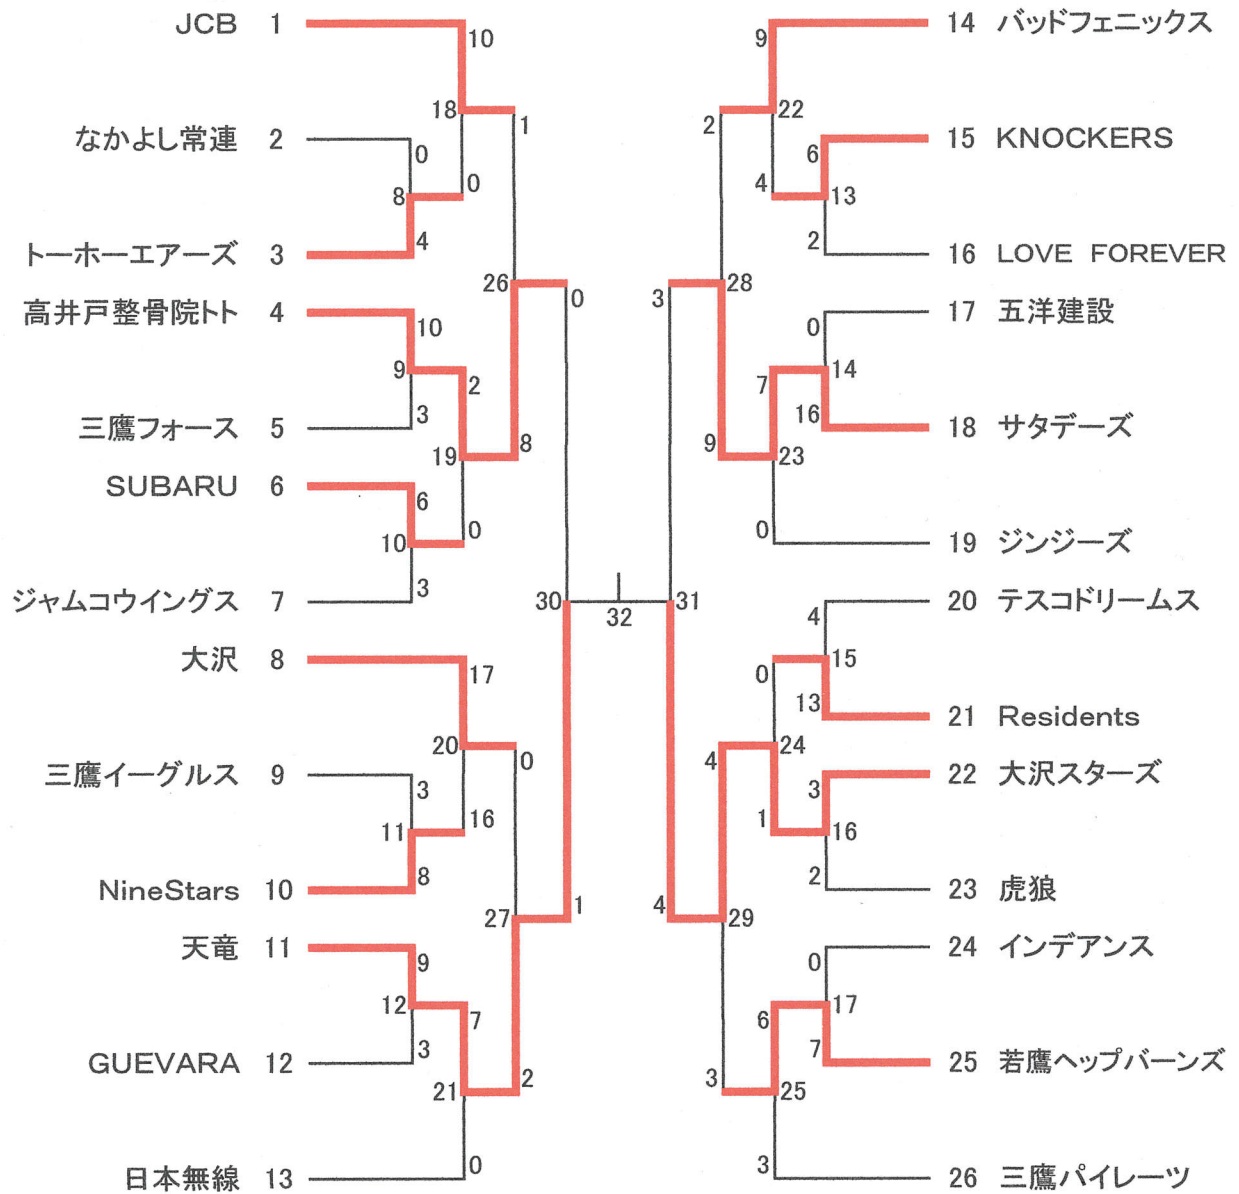 JCB 1
10
18
1
なかよし常連 2
0
8
0
4
トーホーエアーズ 3
26
0
高井戸整骨院トト 4
10
9
2
3
三鷹フォース 5
19
8
SUBARU 6
6
10
0
3
ジャムコウイングス 7
30
大沢 8
17
20
0
三鷹イーグルス 9
3
11
16
8
NineStars 10
27
1
天竜 11
9
12
7
3
GUEVARA 12
21
2
0
日本無線 13
32
14 バッドフェニックス
9
2
22
15 KNOCKERS
6
4
13
2
16 LOVE FOREVER
3
28
17 五洋建設
0
7
14
16
18 サタデーズ
9
23
0
19 ジンジーズ
31
20 テスコドリームス
4
0
15
13
21 Residents
4
24
22 大沢スターズ
3
1
16
2
23 虎狼
4
29
24 インデアンス
0
6
17
7
25 若鷹ヘップバーンズ
3
25
3
26 三鷹パイレーツ